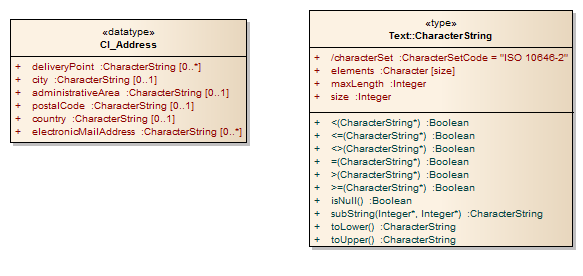 «datatype»
CI_Address
+ deliveryPoint :CharacterString [0..*]
+ city :CharacterString [0..1]
+ administrativeArea :CharacterString [0..1]
+ postalCode :CharacterString [0..1]
+ country :CharacterString [0..1]
+ electronicMailAddress :CharacterString [0..*]
«type»
Text::CharacterString
+ /characterSet :CharacterSetCode = "ISO 10646-2"
+ elements :Character [size]
+ maxLength :Integer
+ size :Integer
+ <(CharacterString*) :Boolean
+ <=(CharacterString*) :Boolean
+ <>(CharacterString*) :Boolean
+ =(CharacterString*) :Boolean
+ >(CharacterString*) :Boolean
+ >=(CharacterString*) :Boolean
+ isNull() :Boolean
+ subString(Integer*, Integer*) :CharacterString
+ toLower() :CharacterString
+ toUpper() :CharacterString